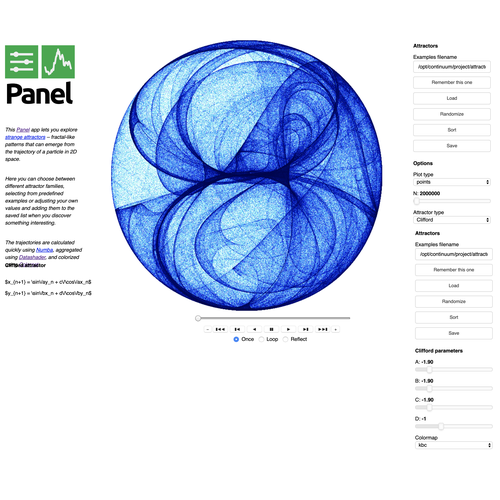 Panel
This Panel app lets you explore
strange attractors – fractal-like
patterns that can emerge from
the trajectory of a particle in 2D
space.
Here you can choose between
different attractor families,
selecting from predefined
examples or adjusting your own
values and adding them to the
saved list when you discover
something interesting.
The trajectories are calculated
quickly using Numba, aggregated
using Datashader, and colorized
Clifford attractor
$x_{n+1} = \sin\/ay_n + c\/\cos\/ax_n$
$y_{n+1} = \sin\/bx_n + d\/\cos\/by_n$
Once Loop Reflect
Attractors
Examples filename
/opt/continuum/project/attract
Remember this one
Load
Randomize
Sort
Save
Options
Plot type
points
N: 2000000
Attractor type
Clifford
Attractors
Examples filename
/opt/continuum/project/attract
Remember this one
Load
Randomize
Sort
Save
Clifford parameters
A: -1.90
B: -1.90
C: -1.90
D: -1
Colormap
kbc